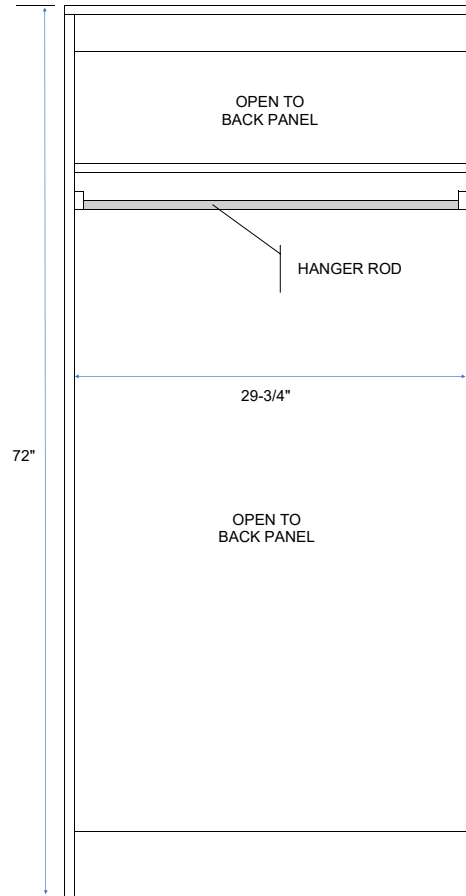 OPEN TO
BACK PANEL
HANGER ROD
29-3/4"
72"
OPEN TO
BACK PANEL